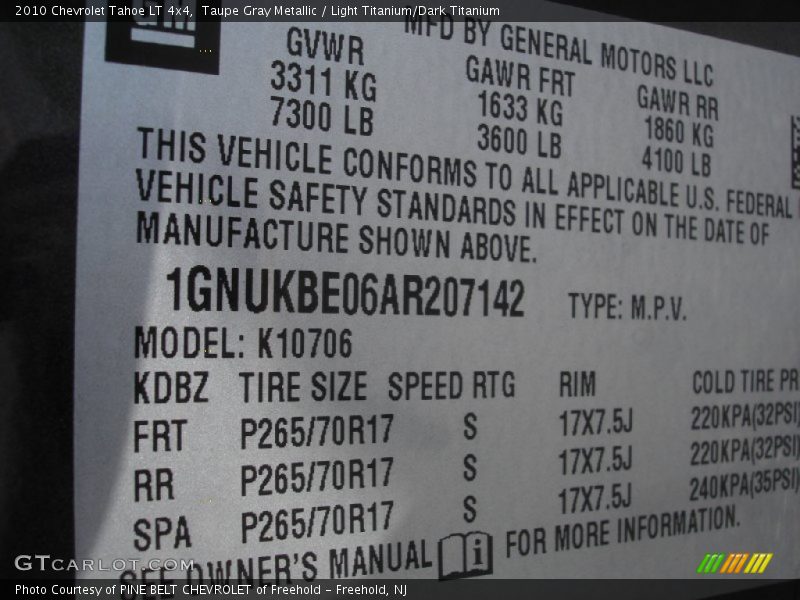 2010 Chevrolet Tahoe LT 4x4, Taupe Gray Metallic / Light Titanium/Dark Titanium
GM
MFD BY GENERAL MOTORS LLC
GVWR GAWR FRT GAWR RR
3311 KG 1633 KG 1860 KG
7300 LB 3600 LB 4100 LB
THIS VEHICLE CONFORMS TO ALL APPLICABLE U.S. FEDERAL
VEHICLE SAFETY STANDARDS IN EFFECT ON THE DATE OF
MANUFACTURE SHOWN ABOVE.
1GNUKBE06AR207142 TYPE: M.P.V.
MODEL: K10706
KDBZ TIRE SIZE SPEED RTG RIM COLD TIRE PR
FRT P265/70R17 S 17X7.5J 220KPA(32PSI)
RR P265/70R17 S 17X7.5J 220KPA(32PSI)
SPA P265/70R17 S 17X7.5J 240KPA(35PSI)
SEE OWNER'S MANUAL i FOR MORE INFORMATION.
GTcarlot.com
Photo Courtesy of PINE BELT CHEVROLET of Freehold - Freehold, NJ